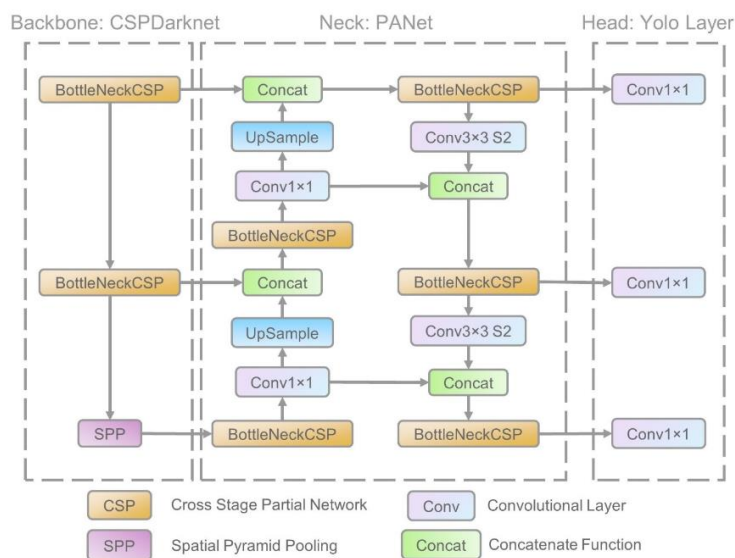 Backbone: CSPDarknet
Neck: PANet
Head: Yolo Layer
BottleNeckCSP
Concat
BottleNeckCSP
Conv1×1
UpSample
Conv3×3 S2
Conv1×1
Concat
BottleNeckCSP
BottleNeckCSP
Concat
BottleNeckCSP
Conv1×1
UpSample
Conv3×3 S2
Conv1×1
Concat
SPP
BottleNeckCSP
BottleNeckCSP
Conv1×1
CSP
Cross Stage Partial Network
Conv
Convolutional Layer
SPP
Spatial Pyramid Pooling
Concat
Concatenate Function